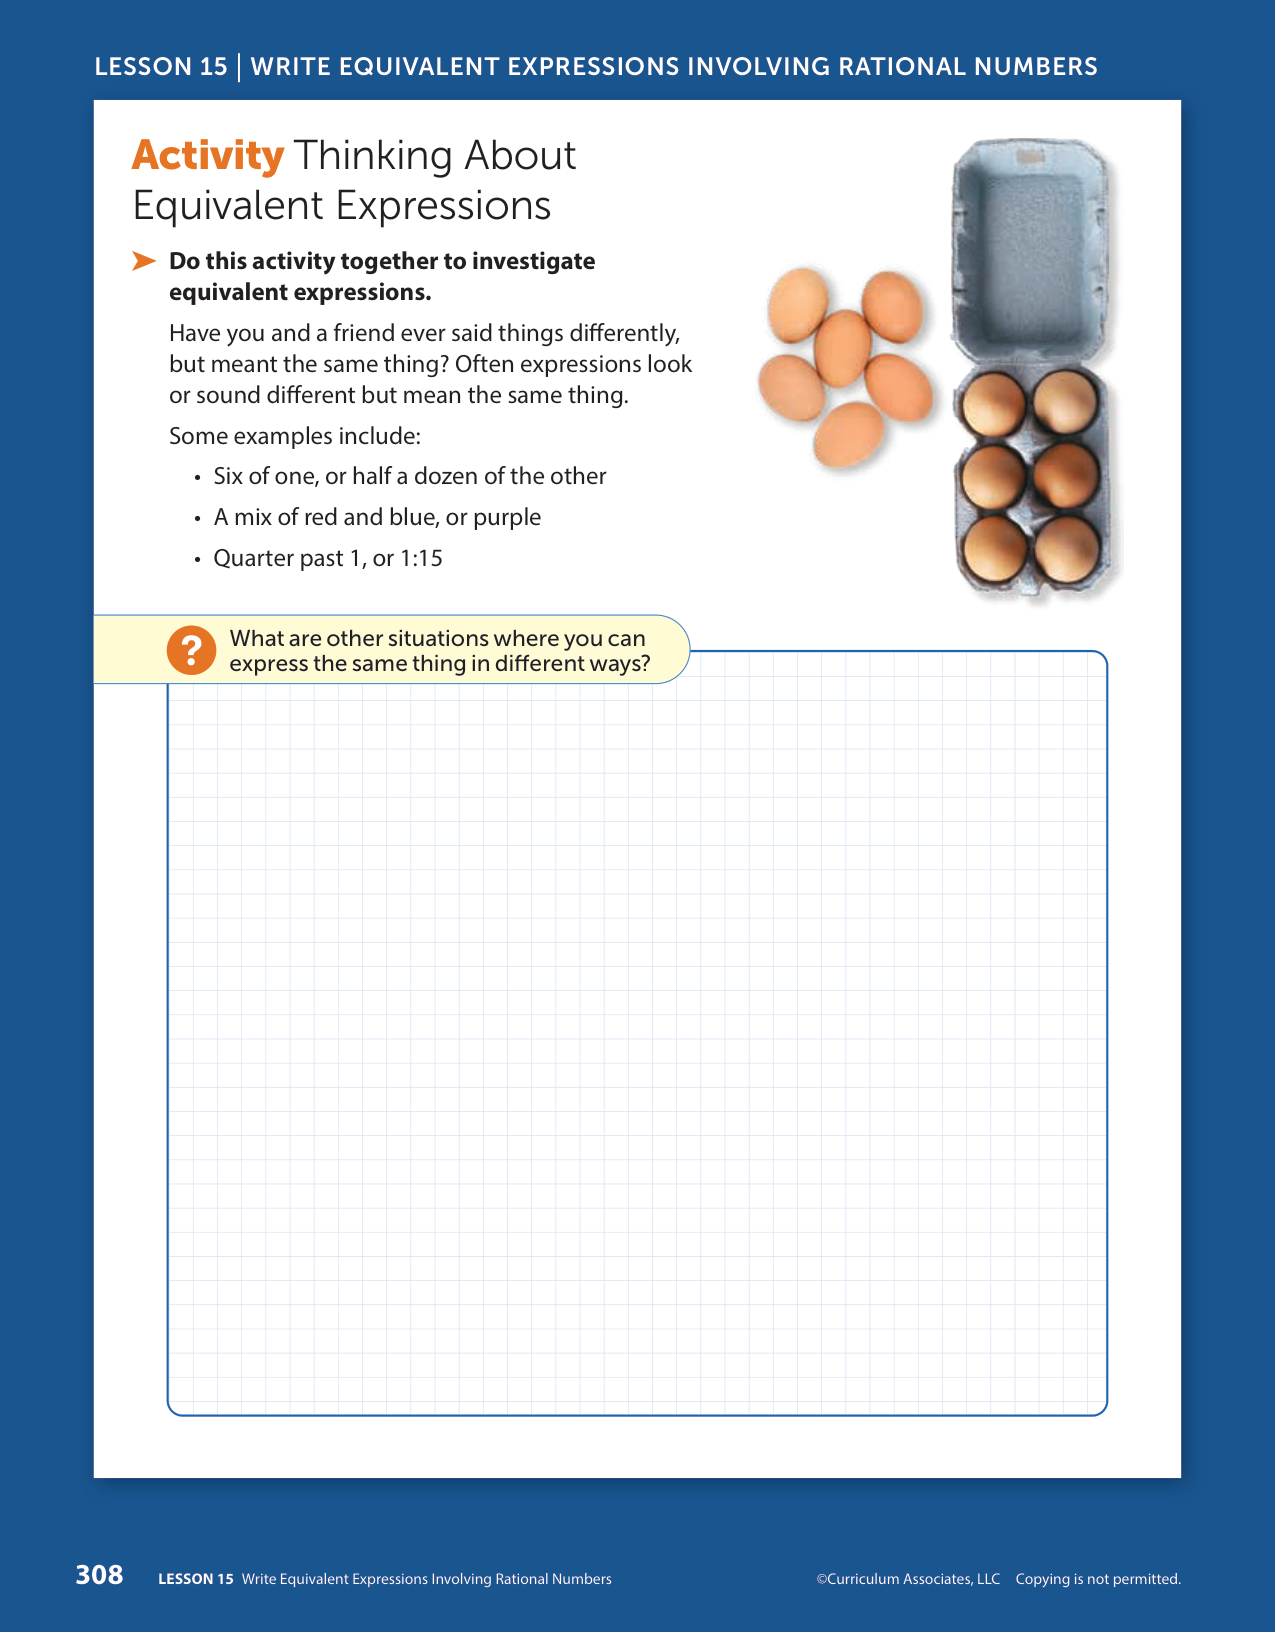 LESSON 15 | WRITE EQUIVALENT EXPRESSIONS INVOLVING RATIONAL NUMBERS
Activity Thinking About
Equivalent Expressions
➤ Do this activity together to investigate
equivalent expressions.
Have you and a friend ever said things differently,
but meant the same thing? Often expressions look
or sound different but mean the same thing.
Some examples include:
• Six of one, or half a dozen of the other
• A mix of red and blue, or purple
• Quarter past 1, or 1:15
? What are other situations where you can
express the same thing in different ways?
308 LESSON 15 Write Equivalent Expressions Involving Rational Numbers ©Curriculum Associates, LLC Copying is not permitted.